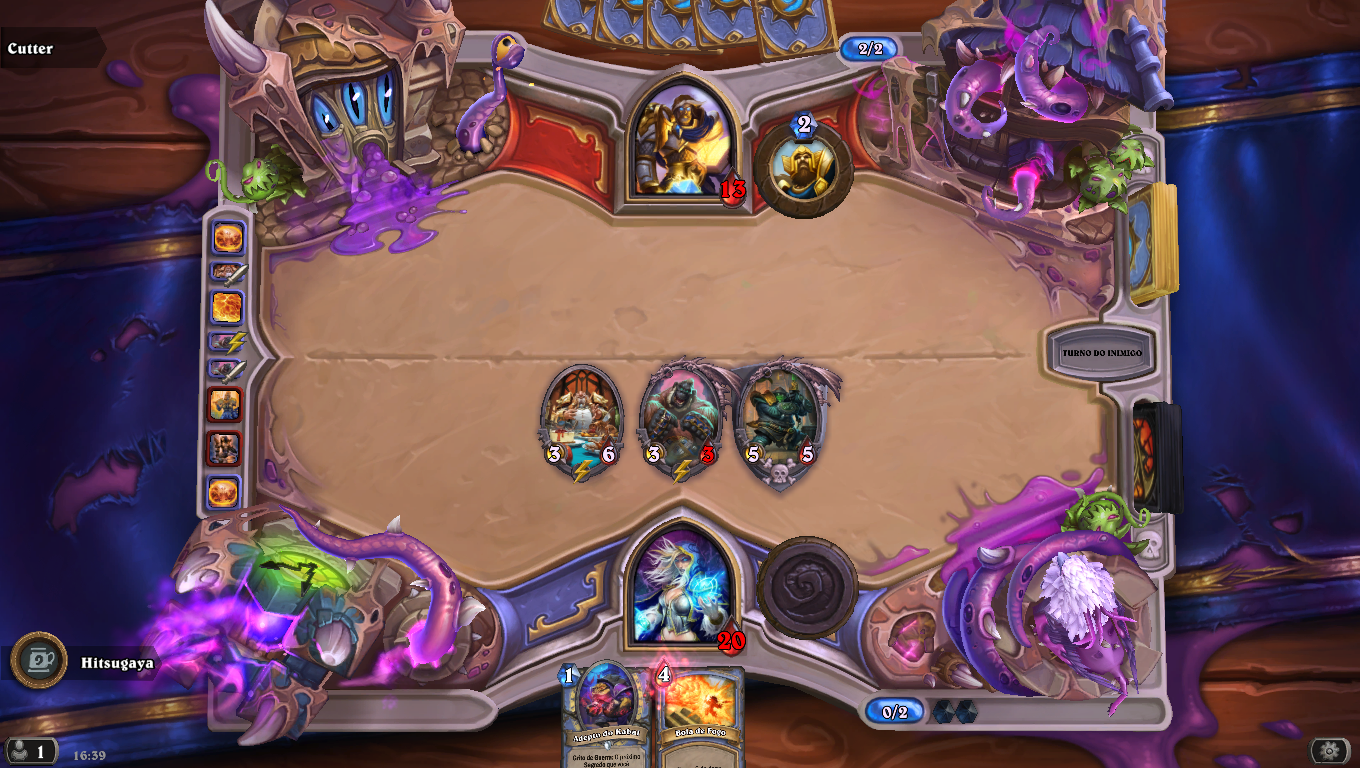 Cutter
2/2
2
13
TURNO DO INIMIGO
3
6
3
3
5
5
20
2
Hitsugaya
1
4
Adepto do Kabal
Bola de Fogo
Grito de Guerra: O próximo
Segredo que você
0/2
1
16:39